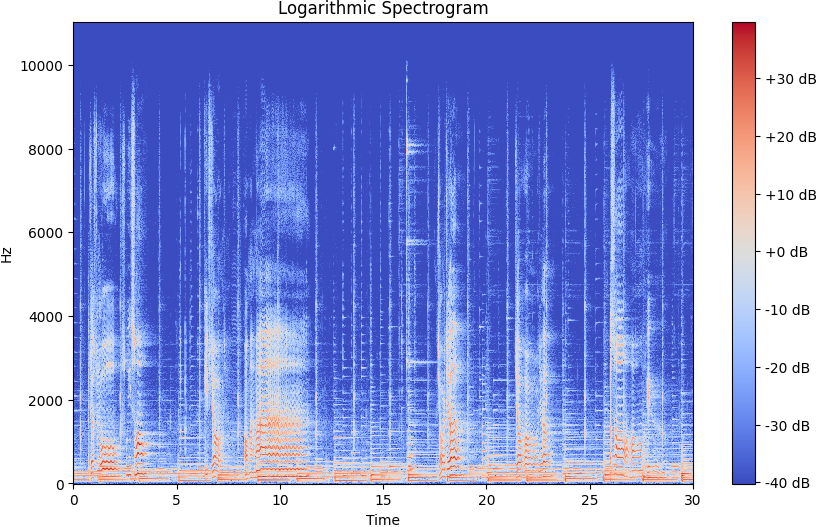 Logarithmic Spectrogram
Hz
10000
8000
6000
4000
2000
0
0 5 10 15 20 25 30
Time
+30 dB
+20 dB
+10 dB
+0 dB
-10 dB
-20 dB
-30 dB
-40 dB